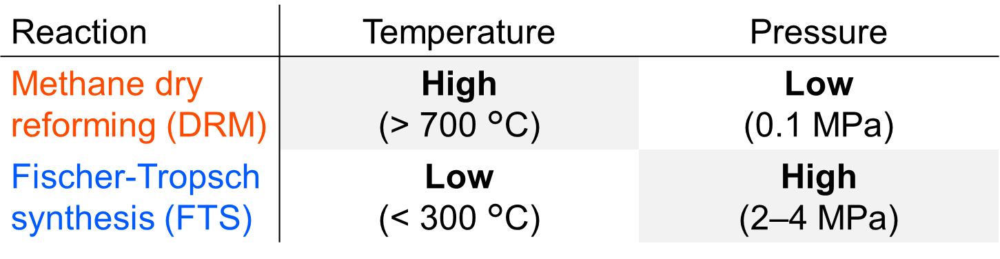 Reaction Temperature Pressure
Methane dry reforming (DRM) High (> 700 °C) Low (0.1 MPa)
Fischer-Tropsch synthesis (FTS) Low (< 300 °C) High (2–4 MPa)